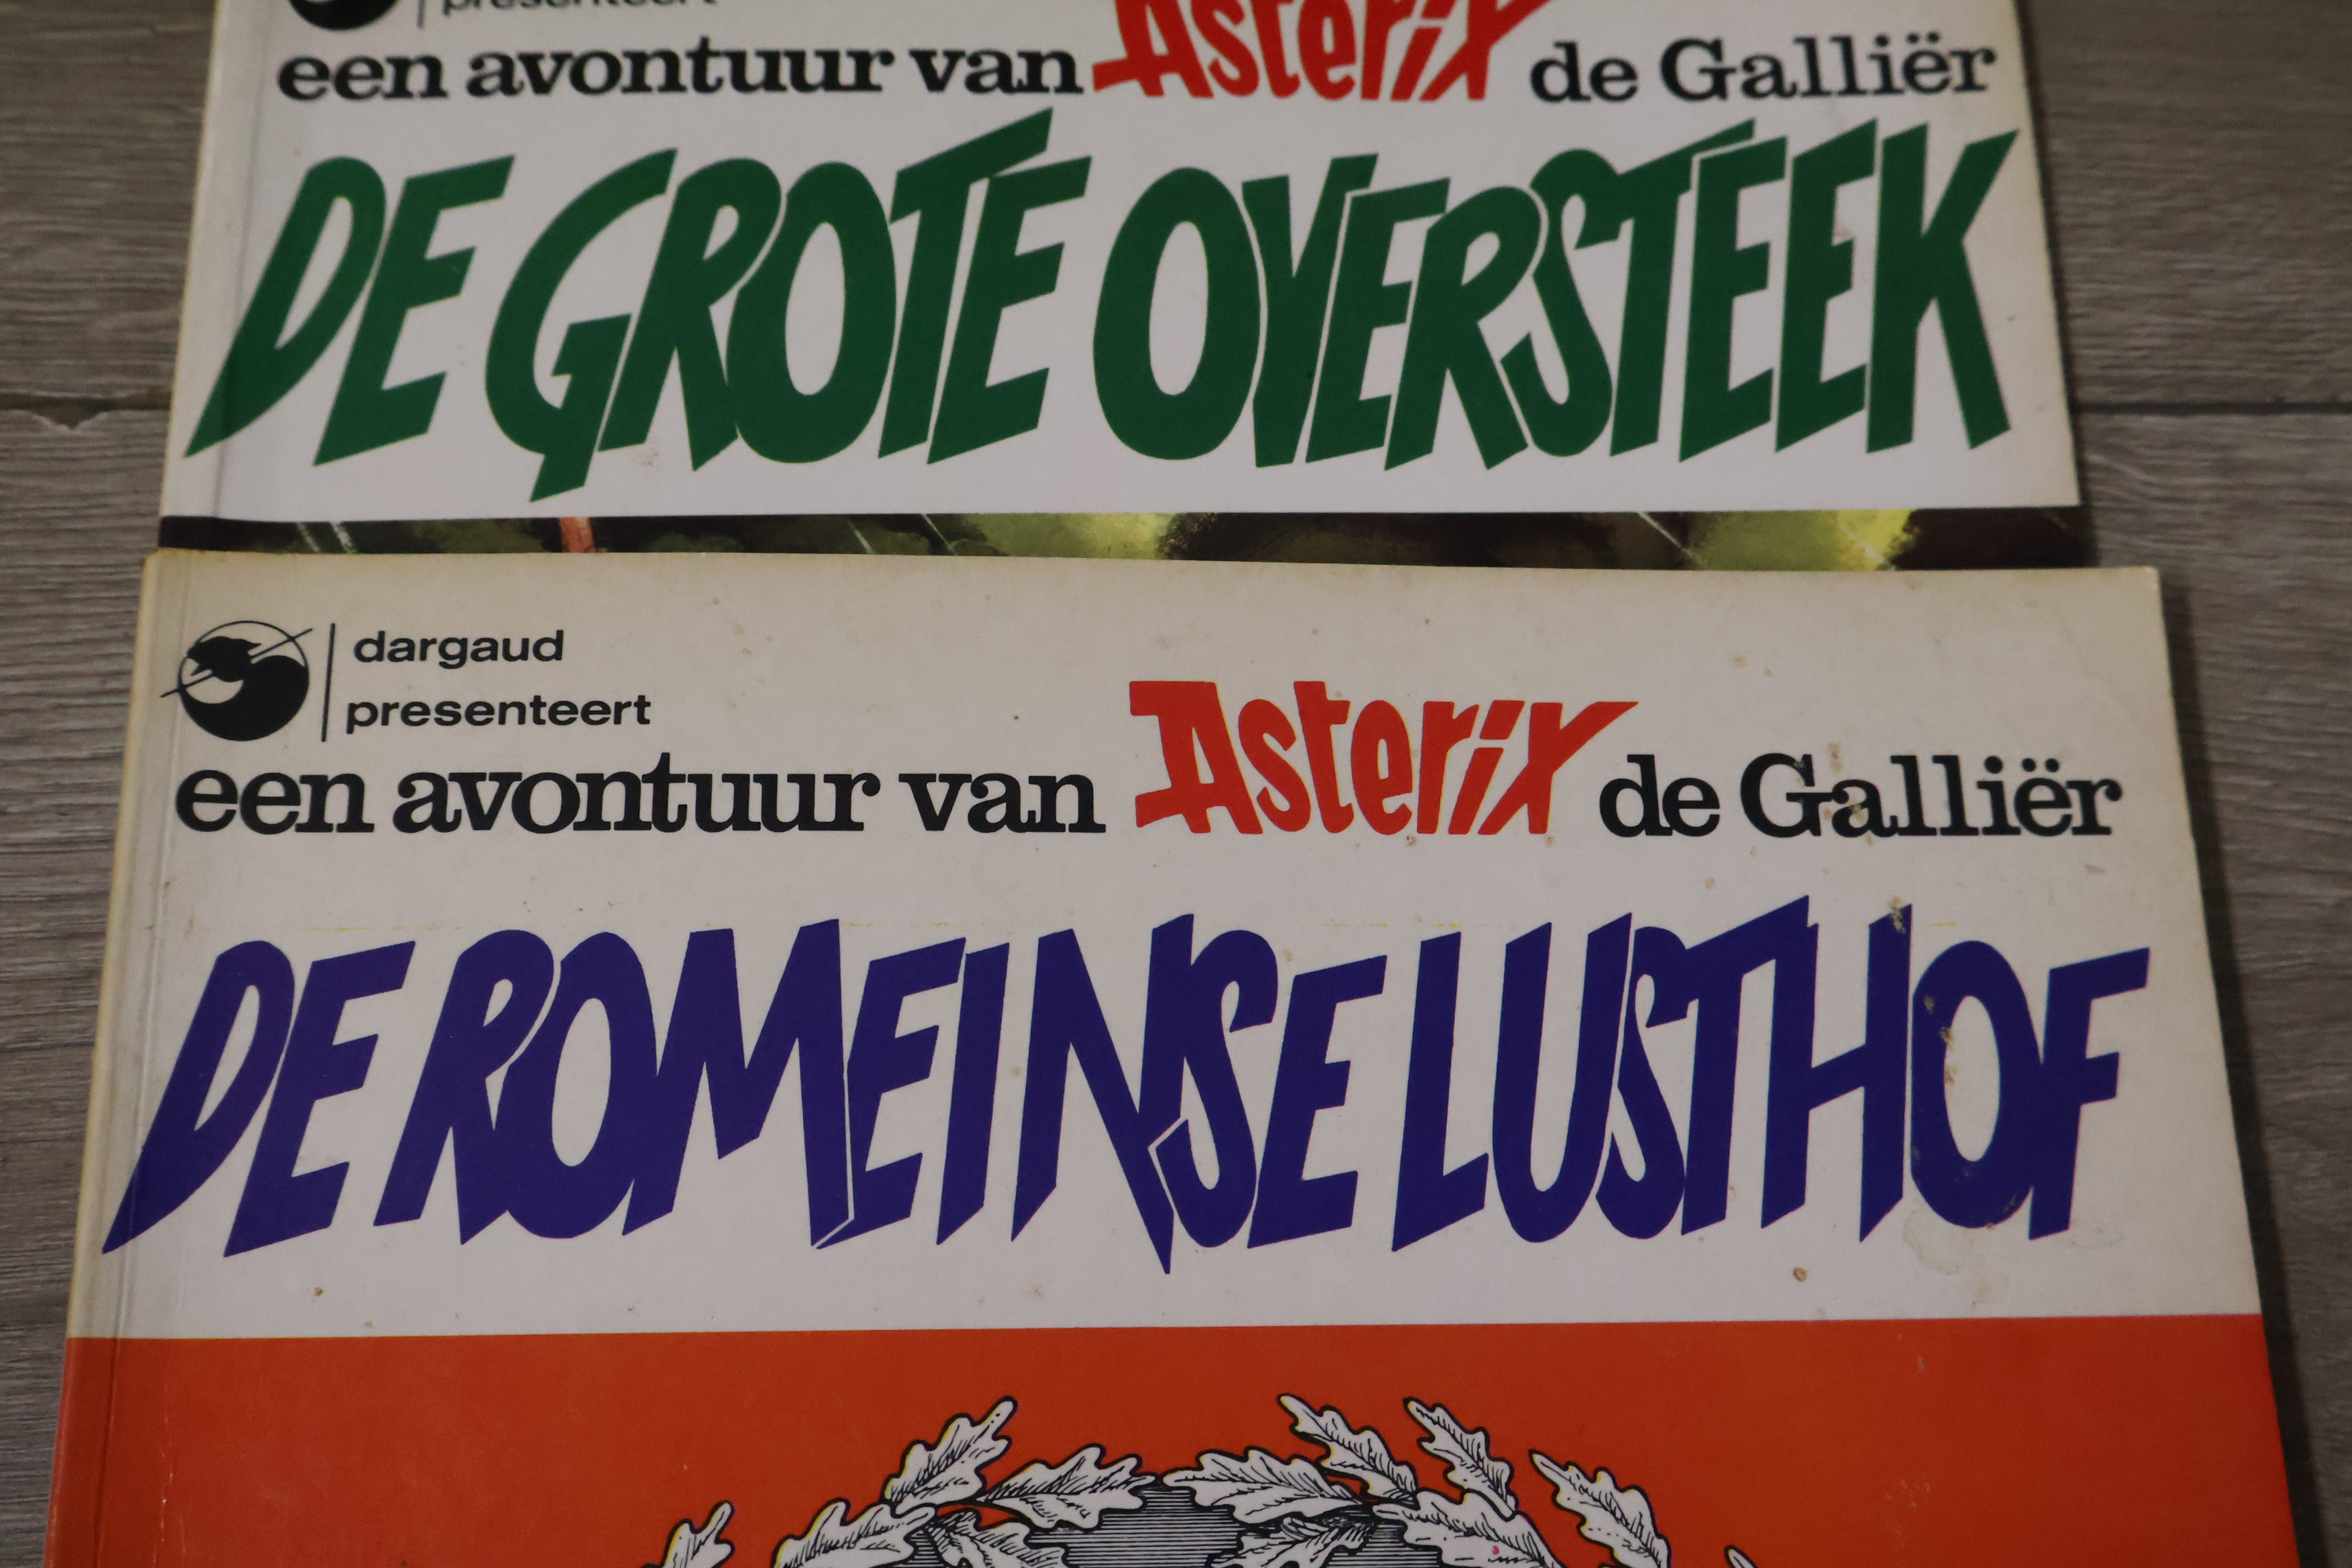 presenteert
een avontuur van Asterix de Galliër
DE GROTE OVERSTEEK
dargaud
presenteert
een avontuur van Asterix de Galliër
DE ROMEINSE LUSTHOF